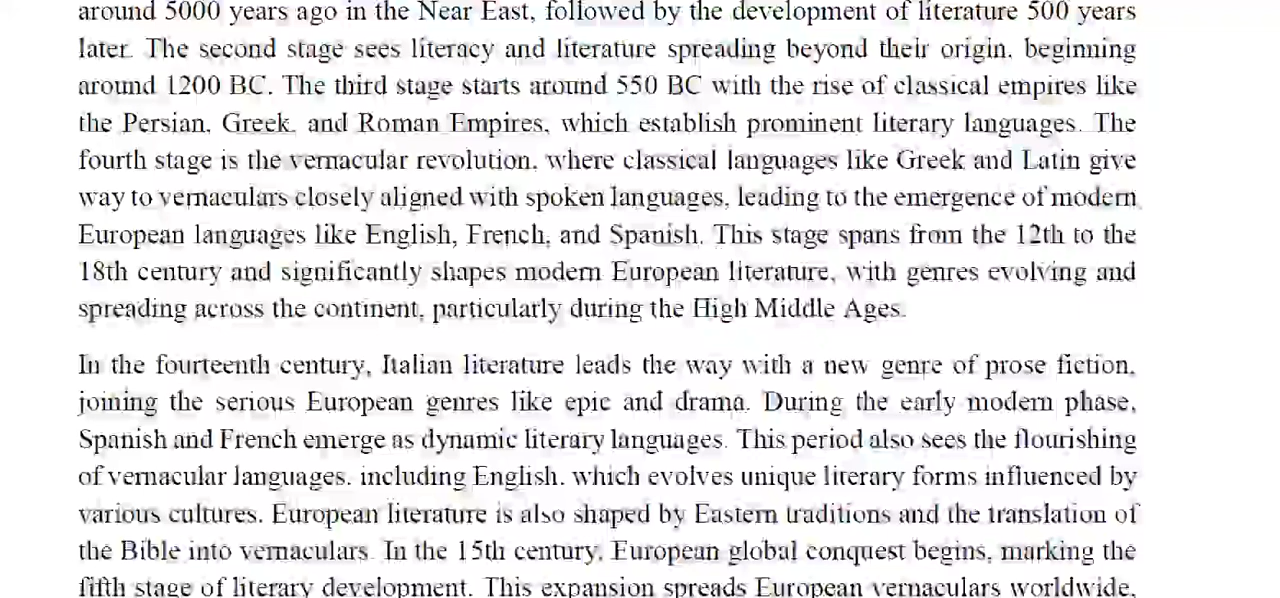 around 5000 years ago in the Near East, followed by the development of literature 500 years
later. The second stage sees literacy and literature spreading beyond their origin, beginning
around 1200 BC. The third stage starts around 550 BC with the rise of classical empires like
the Persian, Greek, and Roman Empires, which establish prominent literary languages. The
fourth stage is the vernacular revolution, where classical languages like Greek and Latin give
way to vernaculars closely aligned with spoken languages, leading to the emergence of modern
European languages like English, French, and Spanish. This stage spans from the 12th to the
18th century and significantly shapes modern European literature, with genres evolving and
spreading across the continent, particularly during the High Middle Ages.
In the fourteenth century, Italian literature leads the way with a new genre of prose fiction,
joining the serious European genres like epic and drama. During the early modern phase,
Spanish and French emerge as dynamic literary languages. This period also sees the flourishing
of vernacular languages, including English, which evolves unique literary forms influenced by
various cultures. European literature is also shaped by Eastern traditions and the translation of
the Bible into vernaculars. In the 15th century, European global conquest begins, marking the
fifth stage of literary development. This expansion spreads European vernaculars worldwide,